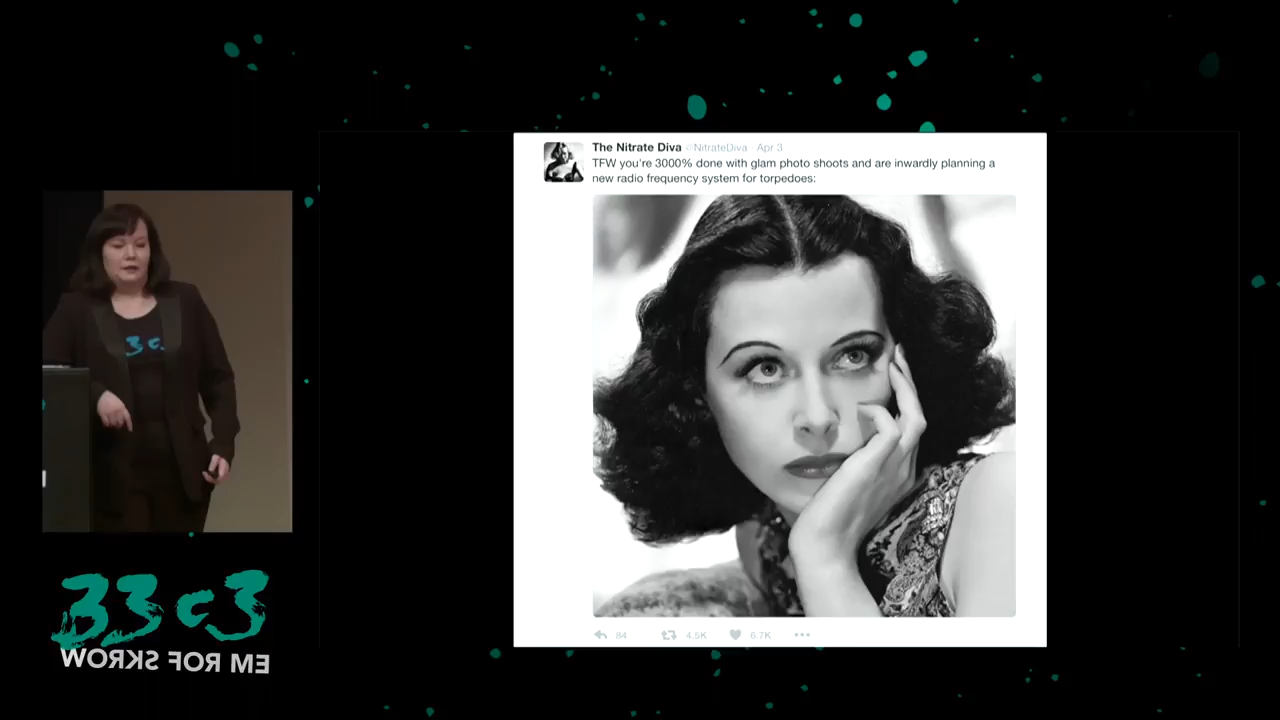 The Nitrate Diva @NitrateDiva · Apr 3
TFW you're 3000% done with glam photo shoots and are inwardly planning a
new radio frequency system for torpedoes:
84 4.5K 6.7K •••
33c3
33c3
WORKS FOR ME